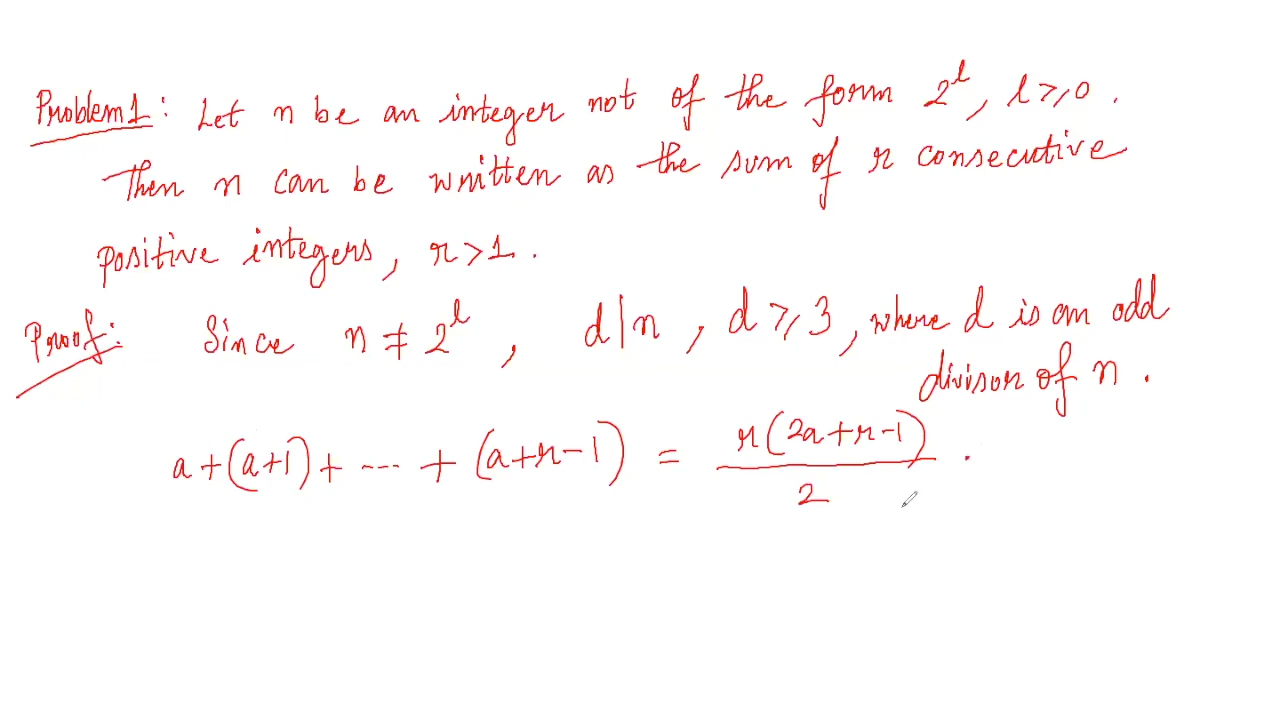 Problem 1: Let n be an integer not of the form 2^l, l ≥ 0.
Then n can be written as the sum of r consecutive
positive integers, r > 1.
Proof: Since n ≠ 2^l, d | n, d ≥ 3, where d is an odd
divisor of n.
a + (a+1) + ... + (a+r-1) = r(2a+r-1)/2.